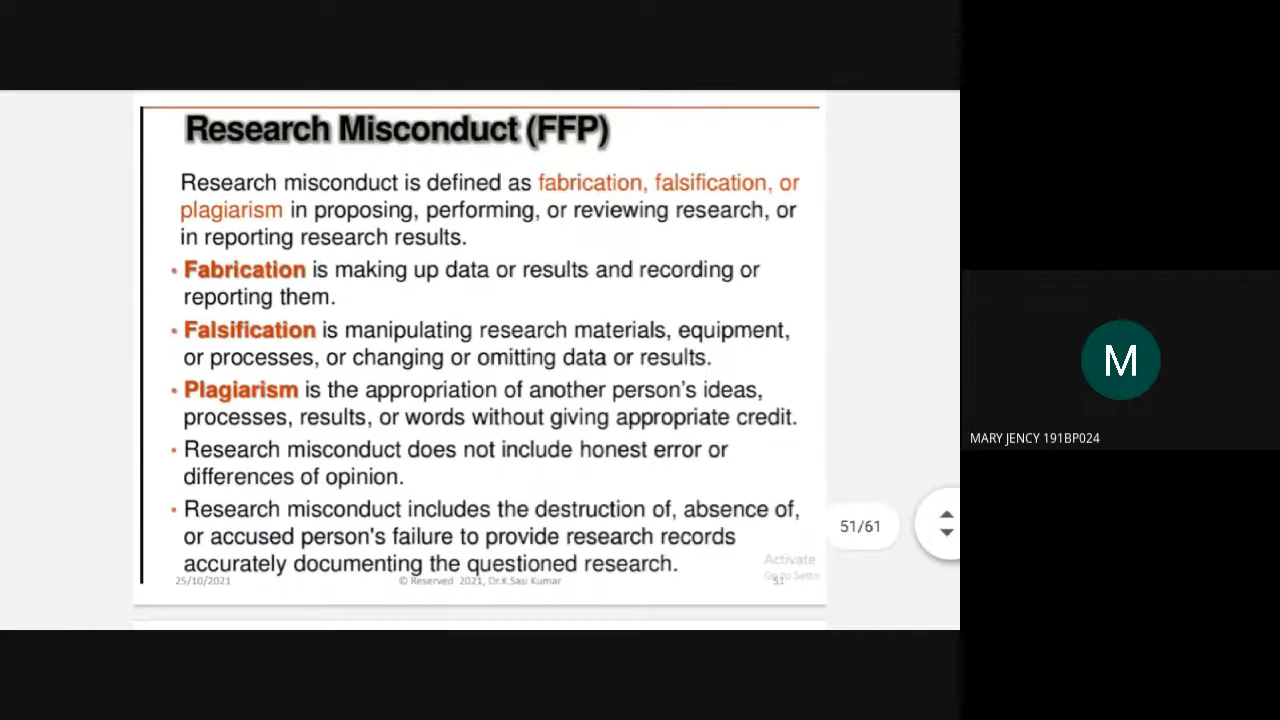 Research Misconduct (FFP)
Research misconduct is defined as fabrication, falsification, or
plagiarism in proposing, performing, or reviewing research, or
in reporting research results.
• Fabrication is making up data or results and recording or
reporting them.
• Falsification is manipulating research materials, equipment,
or processes, or changing or omitting data or results.
• Plagiarism is the appropriation of another person's ideas,
processes, results, or words without giving appropriate credit.
• Research misconduct does not include honest error or
differences of opinion.
• Research misconduct includes the destruction of, absence of,
or accused person's failure to provide research records
accurately documenting the questioned research.
Activate
Go to Settin
25/10/2021 © Reserved 2021, Dr.K.Sasi Kumar 51
51/61
M
MARY JENCY 191BP024